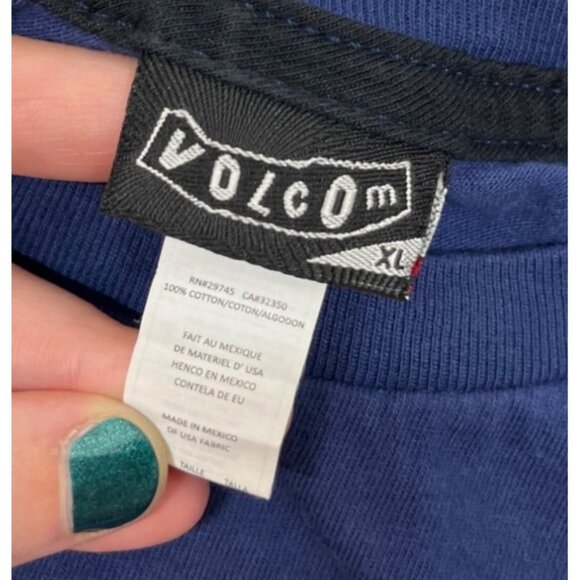 VOLCOm
XL
RN#29745 CA#32350
100% COTTON/COTON/ALGODON
FAIT AU MEXIQUE
DE MATERIEL D' USA
HENCO EN MEXICO
CONTELA DE EU
MADE IN MEXICO
OF USA FABRIC
TAILLE